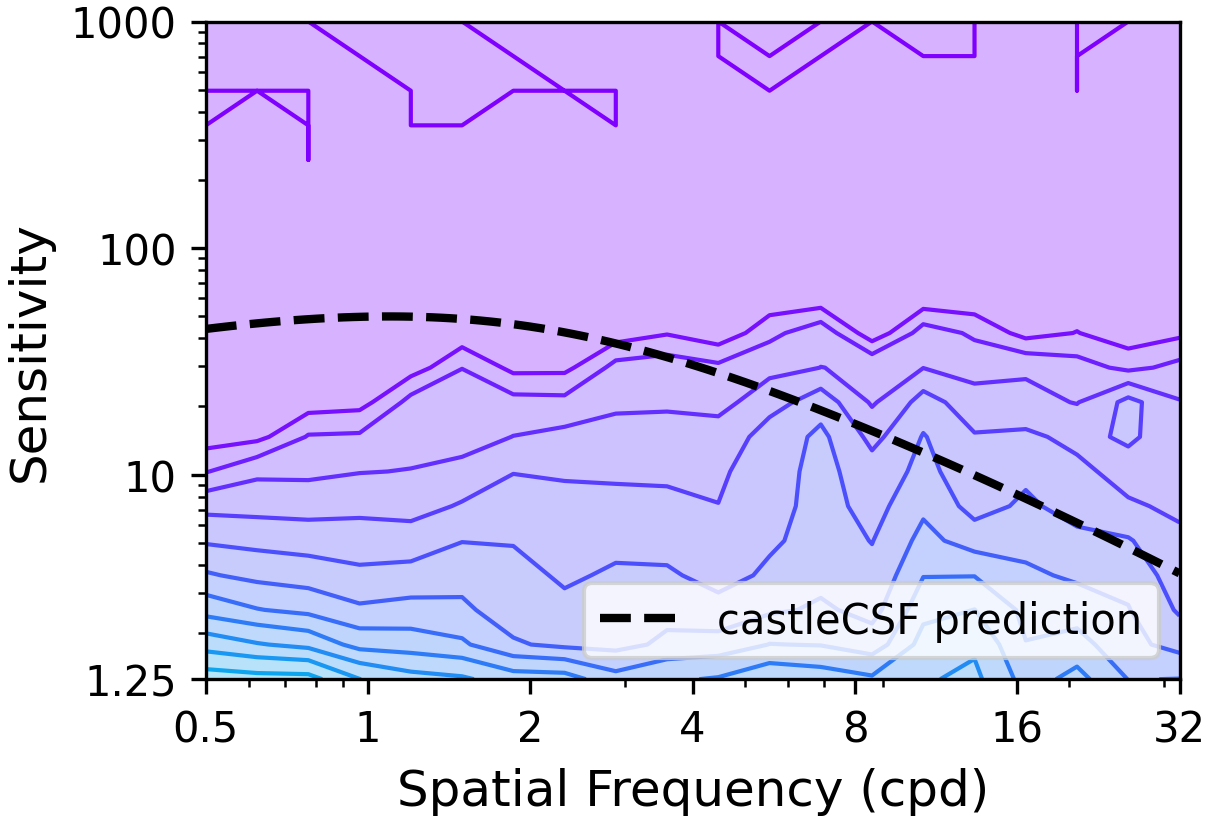 1000
100
10
1.25
Sensitivity
castleCSF prediction
0.5 1 2 4 8 16 32
Spatial Frequency (cpd)